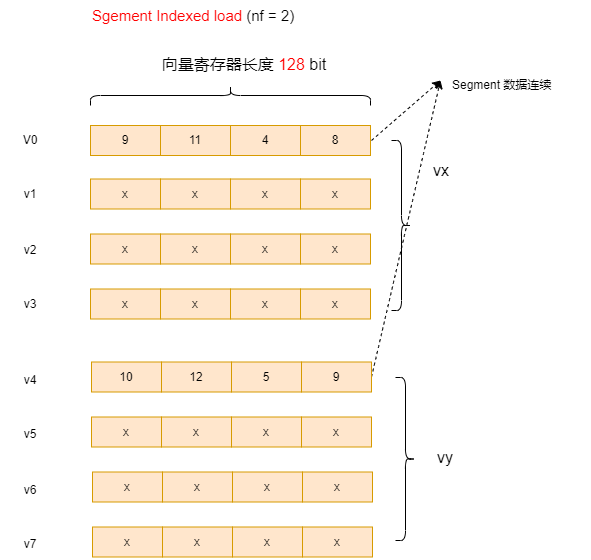 Sgement Indexed load (nf = 2)
向量寄存器长度 128 bit
Segment 数据连续
V0 9 11 4 8
vx
v1 x x x x
v2 x x x x
v3 x x x x
v4 10 12 5 9
v5 x x x x
vy
v6 x x x x
v7 x x x x